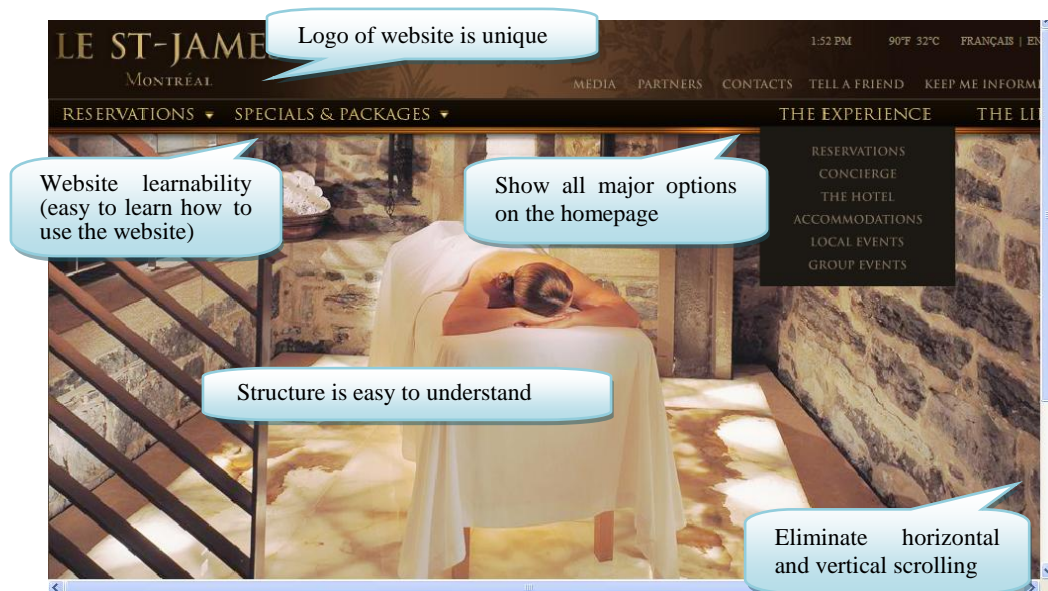 Logo of website is unique
LE ST-JAME
MONTRÉAL
1:52 PM 90°F 32°C FRANÇAIS | EN
MEDIA PARTNERS CONTACTS TELL A FRIEND KEEP ME INFORM
RESERVATIONS SPECIALS & PACKAGES THE EXPERIENCE THE
RESERVATIONS
CONCIERGE
THE HOTEL
ACCOMMODATIONS
LOCAL EVENTS
GROUP EVENTS
Website learnability
(easy to learn how to
use the website)
Show all major options
on the homepage
Structure is easy to understand
Eliminate horizontal
and vertical scrolling